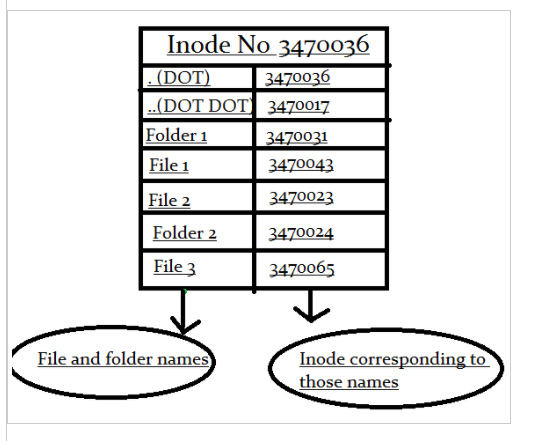 Inode No 3470036
. (DOT) 3470036
..(DOT DOT) 3470017
Folder 1 3470031
File 1 3470043
File 2 3470023
Folder 2 3470024
File 3 3470065
File and folder names
Inode corresponding to
those names